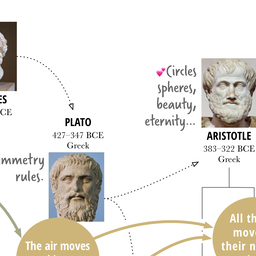 ES
CE
PLATO
427–347 BCE
Greek
mmetry
rules.
💕Circles
spheres,
beauty,
eternity...
ARISTOTLE
383–322 BCE
Greek
The air moves
All th
move
their n